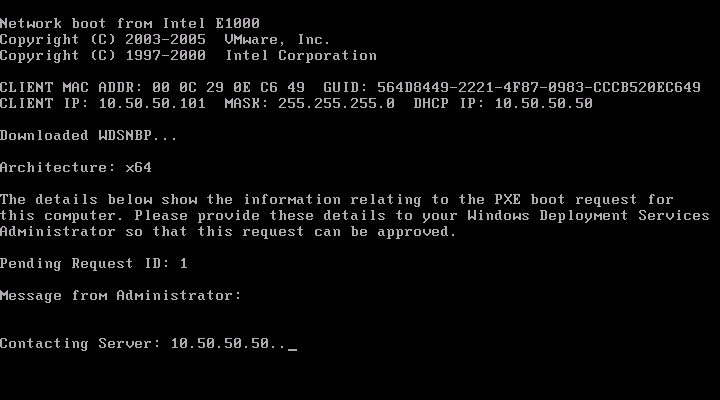 Network boot from Intel E1000
Copyright (C) 2003-2005  VMware, Inc.
Copyright (C) 1997-2000  Intel Corporation
CLIENT MAC ADDR: 00 0C 29 0E C6 49  GUID: 564D8449-2221-4F87-0983-CCCB520EC649
CLIENT IP: 10.50.50.101  MASK: 255.255.255.0  DHCP IP: 10.50.50.50
Downloaded WDSNBP...
Architecture: x64
The details below show the information relating to the PXE boot request for
this computer. Please provide these details to your Windows Deployment Services
Administrator so that this request can be approved.
Pending Request ID: 1
Message from Administrator:
Contacting Server: 10.50.50.50.._